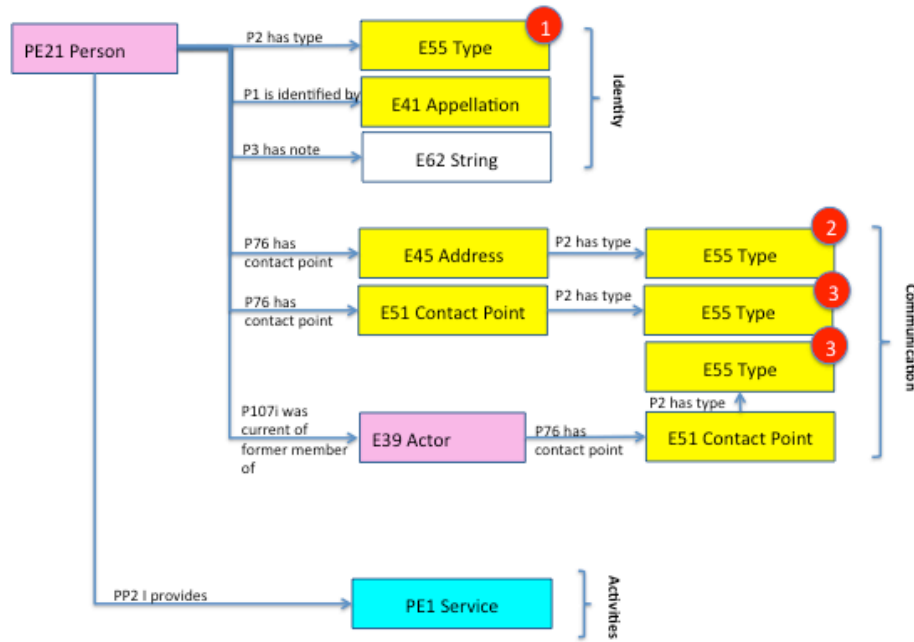 PE21 Person
P2 has type
E55 Type
1
P1 is identified by
E41 Appellation
P3 has note
E62 String
Identity
P76 has
contact point
E45 Address
P2 has type
E55 Type
2
P76 has
contact point
E51 Contact Point
P2 has type
E55 Type
3
E55 Type
3
P2 has type
P107i was
current of
former member
of
E39 Actor
P76 has
contact point
E51 Contact Point
Communication
PP2 I provides
PE1 Service
Activities